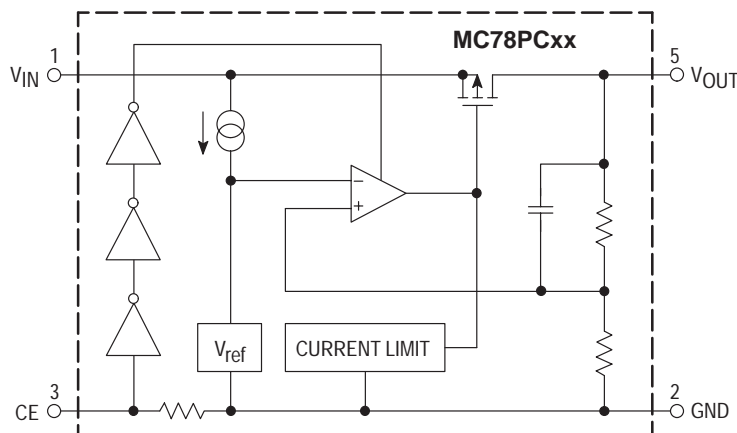 MC78PCxx
1
V_IN
5
V_OUT
−
+
V_ref
CURRENT LIMIT
3
CE
2
GND